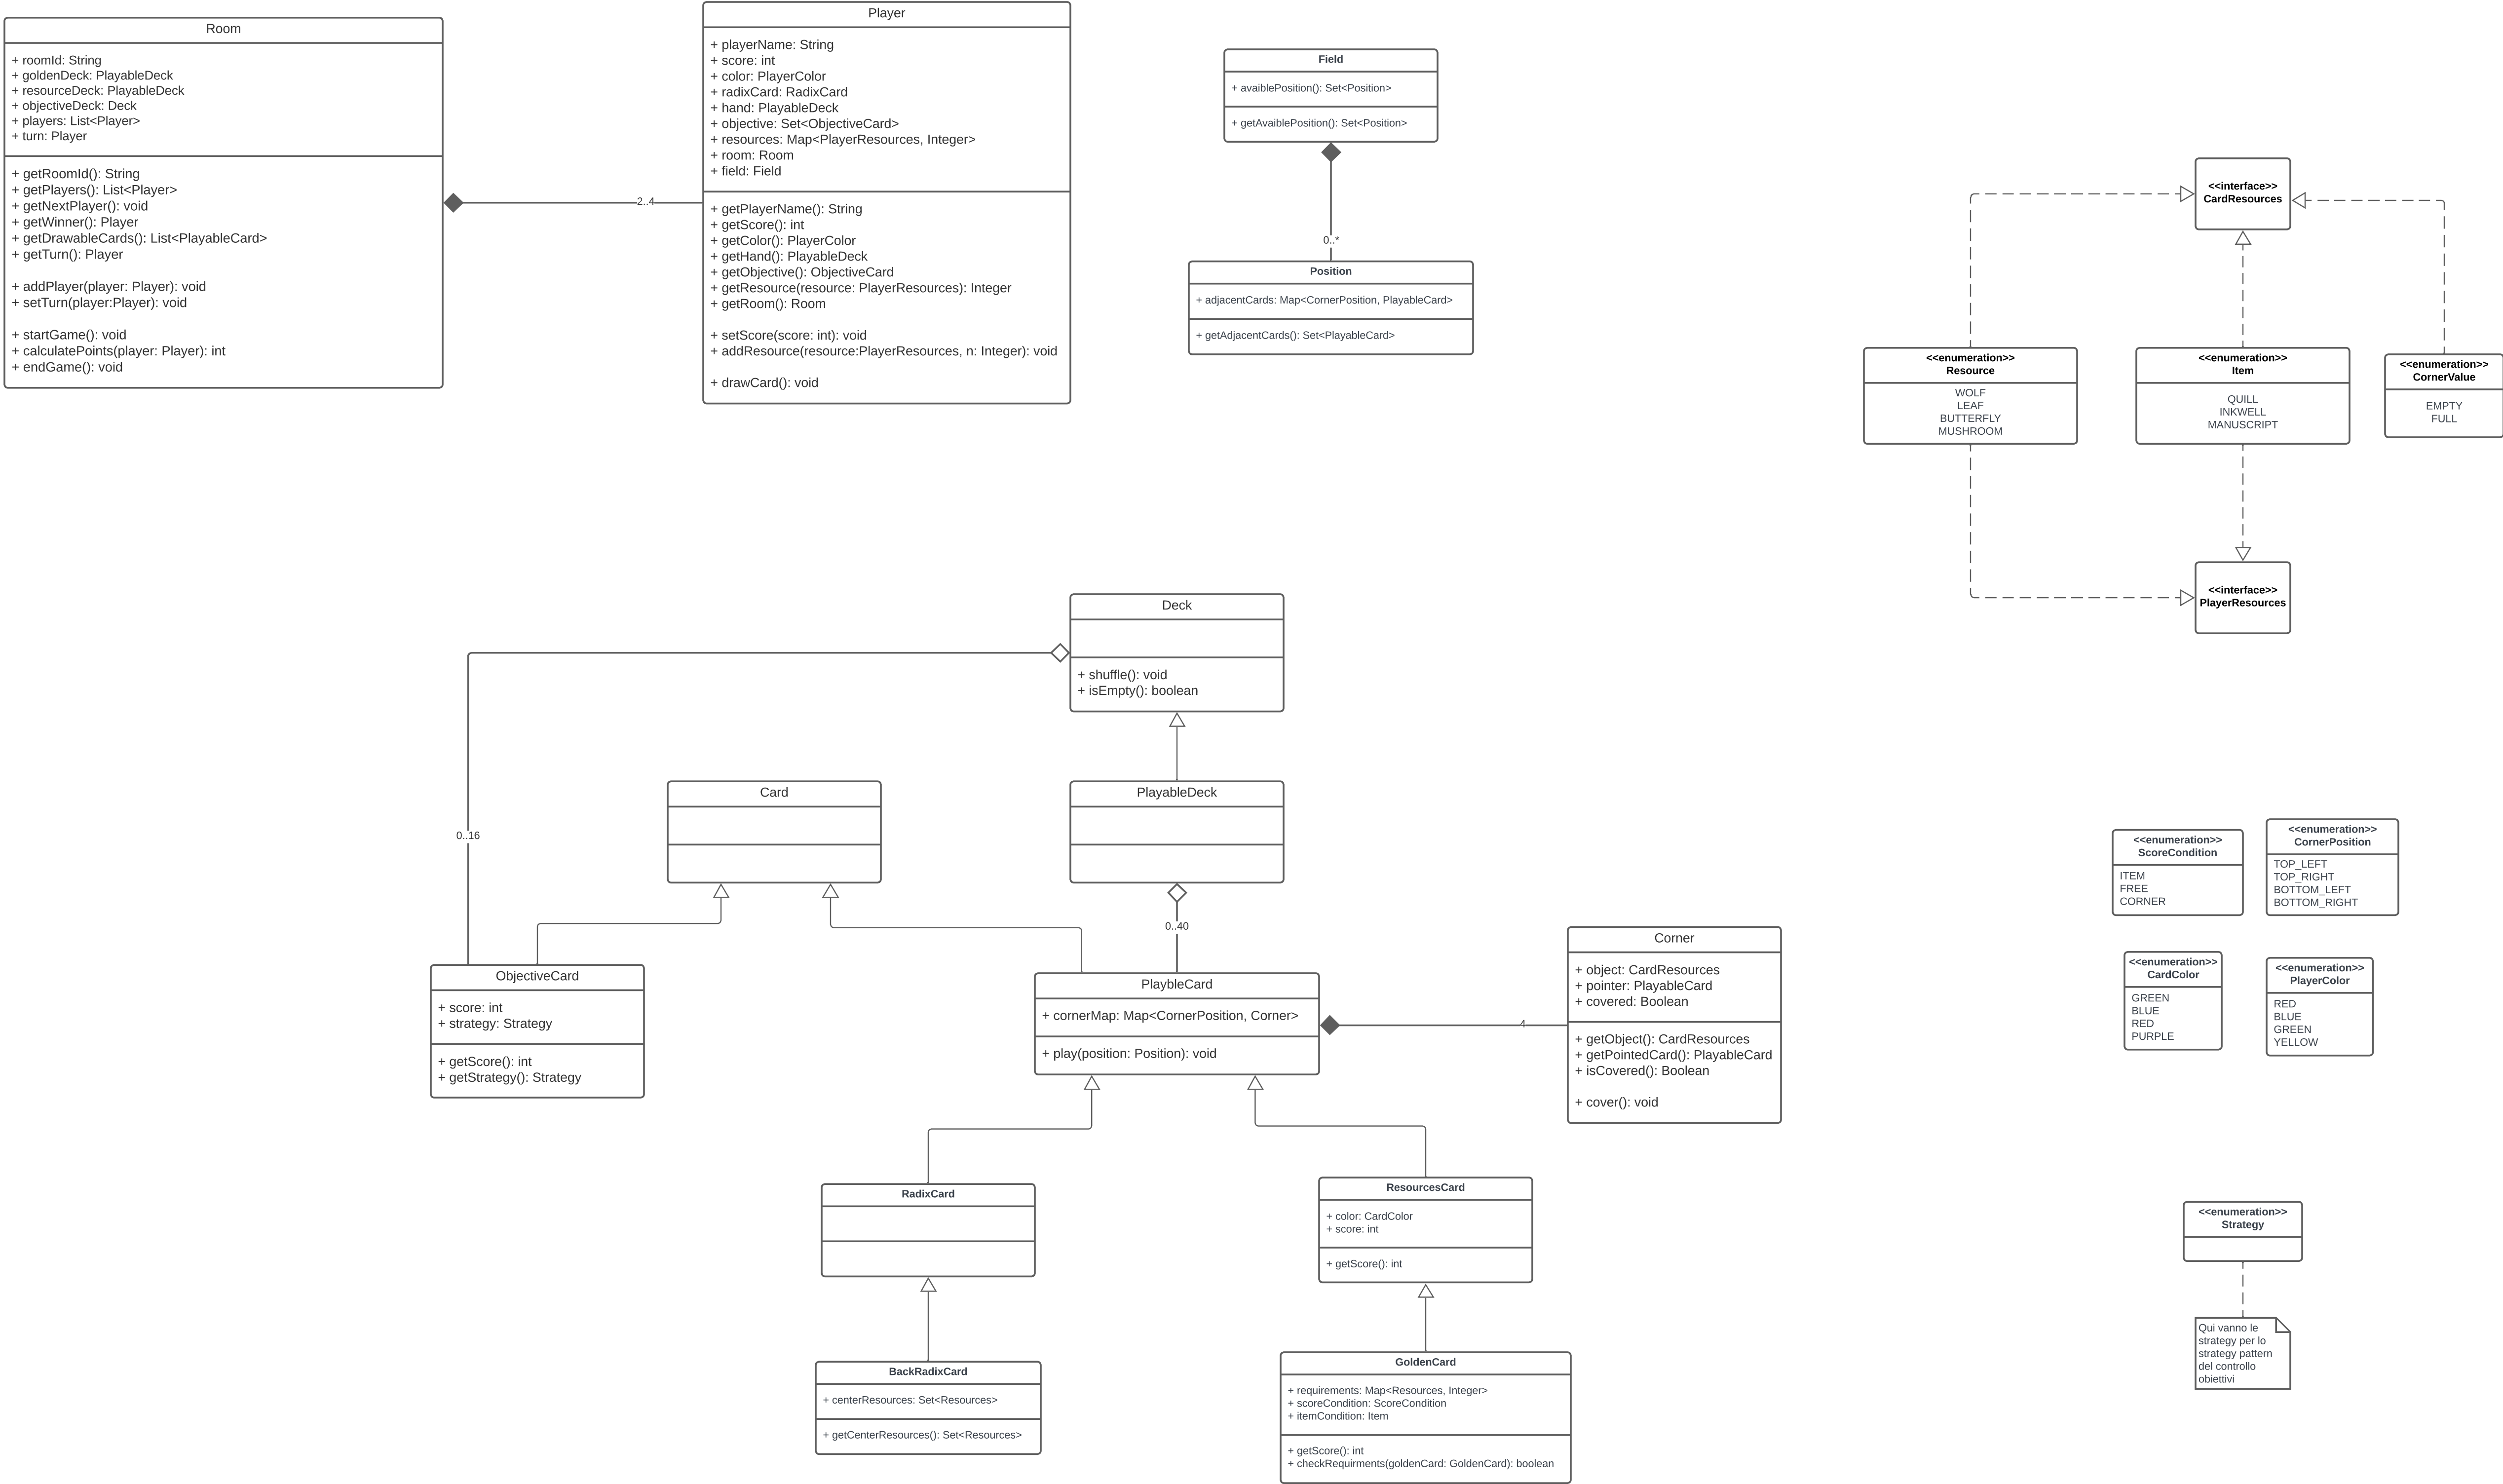 Room
+ roomId: String
+ goldenDeck: PlayableDeck
+ resourceDeck: PlayableDeck
+ objectiveDeck: Deck
+ players: List<Player>
+ turn: Player
+ getRoomId(): String
+ getPlayers(): List<Player>
+ getNextPlayer(): void
+ getWinner(): Player
+ getDrawableCards(): List<PlayableCard>
+ getTurn(): Player
+ addPlayer(player: Player): void
+ setTurn(player:Player): void
+ startGame(): void
+ calculatePoints(player: Player): int
+ endGame(): void
2..4
Player
+ playerName: String
+ score: int
+ color: PlayerColor
+ radixCard: RadixCard
+ hand: PlayableDeck
+ objective: Set<ObjectiveCard>
+ resources: Map<PlayerResources, Integer>
+ room: Room
+ field: Field
+ getPlayerName(): String
+ getScore(): int
+ getColor(): PlayerColor
+ getHand(): PlayableDeck
+ getObjective(): ObjectiveCard
+ getResource(resource: PlayerResources): Integer
+ getRoom(): Room
+ setScore(score: int): void
+ addResource(resource:PlayerResources, n: Integer): void
+ drawCard(): void
Field
+ avaiblePosition(): Set<Position>
+ getAvaiblePosition(): Set<Position>
0..*
Position
+ adjacentCards: Map<CornerPosition, PlayableCard>
+ getAdjacentCards(): Set<PlayableCard>
<<interface>>
CardResources
<<enumeration>>
Resource
WOLF
LEAF
BUTTERFLY
MUSHROOM
<<enumeration>>
Item
QUILL
INKWELL
MANUSCRIPT
<<enumeration>>
CornerValue
EMPTY
FULL
<<interface>>
PlayerResources
Deck
+ shuffle(): void
+ isEmpty(): boolean
Card
PlayableDeck
0..16
0..40
ObjectiveCard
+ score: int
+ strategy: Strategy
+ getScore(): int
+ getStrategy(): Strategy
PlaybleCard
+ cornerMap: Map<CornerPosition, Corner>
+ play(position: Position): void
4
Corner
+ object: CardResources
+ pointer: PlayableCard
+ covered: Boolean
+ getObject(): CardResources
+ getPointedCard(): PlayableCard
+ isCovered(): Boolean
+ cover(): void
<<enumeration>>
ScoreCondition
ITEM
FREE
CORNER
<<enumeration>>
CornerPosition
TOP_LEFT
TOP_RIGHT
BOTTOM_LEFT
BOTTOM_RIGHT
<<enumeration>>
CardColor
GREEN
BLUE
RED
PURPLE
<<enumeration>>
PlayerColor
RED
BLUE
GREEN
YELLOW
RadixCard
ResourcesCard
+ color: CardColor
+ score: int
+ getScore(): int
BackRadixCard
+ centerResources: Set<Resources>
+ getCenterResources(): Set<Resources>
GoldenCard
+ requirements: Map<Resources, Integer>
+ scoreCondition: ScoreCondition
+ itemCondition: Item
+ getScore(): int
+ checkRequirments(goldenCard: GoldenCard): boolean
<<enumeration>>
Strategy
Qui vanno le
strategy per lo
strategy pattern
del controllo
obiettivi